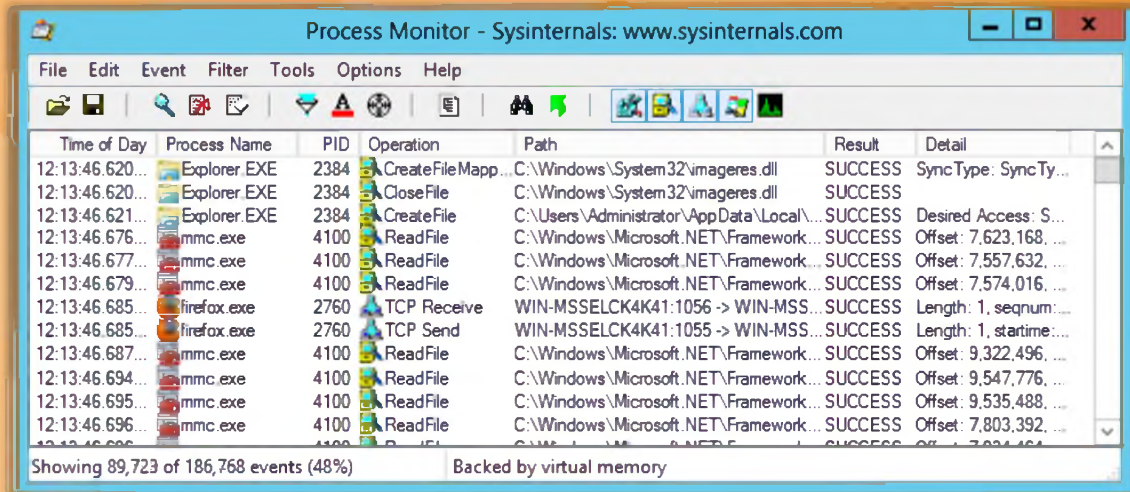 Process Monitor - Sysinternals: www.sysinternals.com
File Edit Event Filter Tools Options Help
Time of Day Process Name PID Operation Path Result Detail
12:13:46.620... Explorer.EXE 2384 CreateFileMapp... C:\Windows\System32\imageres.dll SUCCESS SyncType: SyncTy...
12:13:46.620... Explorer.EXE 2384 CloseFile C:\Windows\System32\imageres.dll SUCCESS
12:13:46.621... Explorer.EXE 2384 CreateFile C:\Users\Administrator\AppData\Local\... SUCCESS Desired Access: S...
12:13:46.676... mmc.exe 4100 ReadFile C:\Windows\Microsoft.NET\Framework... SUCCESS Offset: 7,623,168, ...
12:13:46.677... mmc.exe 4100 ReadFile C:\Windows\Microsoft.NET\Framework... SUCCESS Offset: 7,557,632, ...
12:13:46.679... mmc.exe 4100 ReadFile C:\Windows\Microsoft.NET\Framework... SUCCESS Offset: 7,574,016, ...
12:13:46.685... firefox.exe 2760 TCP Receive WIN-MSSELCK4K41:1056 -> WIN-MSS... SUCCESS Length: 1, seqnum:...
12:13:46.685... firefox.exe 2760 TCP Send WIN-MSSELCK4K41:1055 -> WIN-MSS... SUCCESS Length: 1, startime:...
12:13:46.687... mmc.exe 4100 ReadFile C:\Windows\Microsoft.NET\Framework... SUCCESS Offset: 9,322,496, ...
12:13:46.694... mmc.exe 4100 ReadFile C:\Windows\Microsoft.NET\Framework... SUCCESS Offset: 9,547,776, ...
12:13:46.695... mmc.exe 4100 ReadFile C:\Windows\Microsoft.NET\Framework... SUCCESS Offset: 9,535,488, ...
12:13:46.696... mmc.exe 4100 ReadFile C:\Windows\Microsoft.NET\Framework... SUCCESS Offset: 7,803,392, ...
Showing 89,723 of 186,768 events (48%) Backed by virtual memory